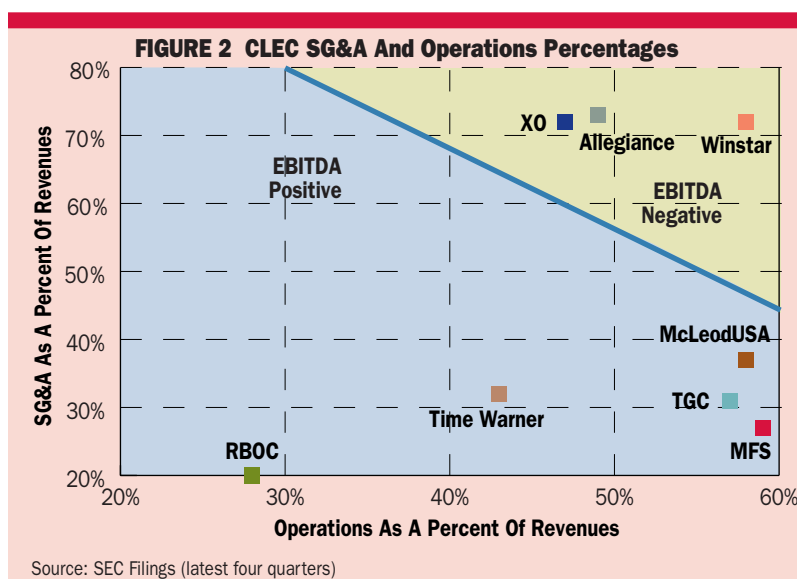 FIGURE 2 CLEC SG&A And Operations Percentages
SG&A As A Percent Of Revenues
80%
70%
60%
50%
40%
30%
20%
XO
Allegiance
Winstar
EBITDA
Positive
EBITDA
Negative
McLeodUSA
TGC
Time Warner
MFS
RBOC
20%
30%
40%
50%
60%
Operations As A Percent Of Revenues
Source: SEC Filings (latest four quarters)